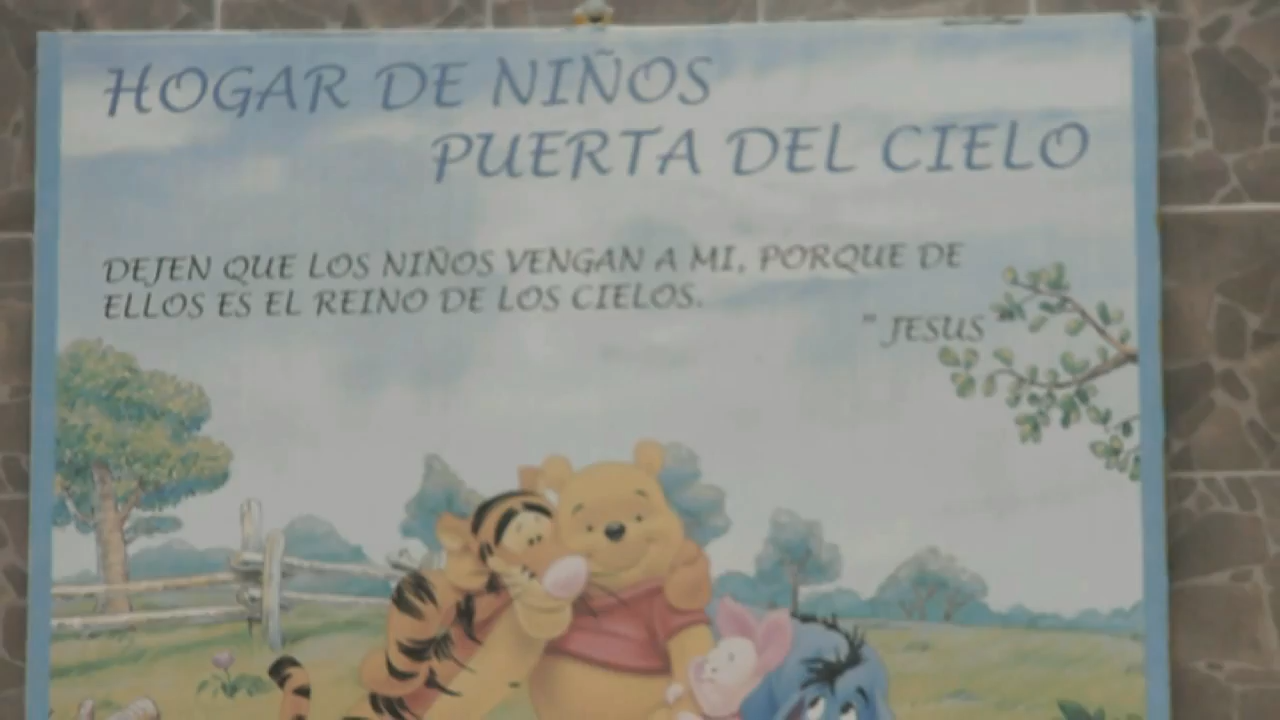 HOGAR DE NIÑOS
PUERTA DEL CIELO
DEJEN QUE LOS NIÑOS VENGAN A MI, PORQUE DE
ELLOS ES EL REINO DE LOS CIELOS.
" JESUS "